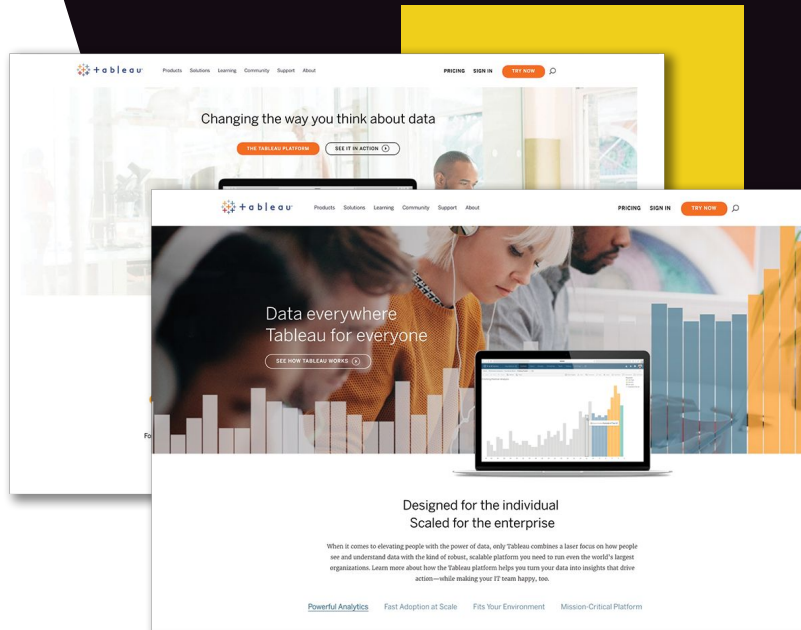 +ableau
Products Solutions Learning Community Support About
PRICING SIGN IN TRY NOW
Changing the way you think about data
THE TABLEAU PLATFORM SEE IT IN ACTION
Fo
+ableau
Products Solutions Learning Community Support About
PRICING SIGN IN TRY NOW
Data everywhere
Tableau for everyone
SEE HOW TABLEAU WORKS
Designed for the individual
Scaled for the enterprise
When it comes to elevating people with the power of data, only Tableau combines a laser focus on how people
see and understand data with the kind of robust, scalable platform you need to run even the world's largest
organizations. Learn more about how the Tableau platform helps you turn your data into insights that drive
action—while making your IT team happy, too.
Powerful Analytics Fast Adoption at Scale Fits Your Environment Mission-Critical Platform